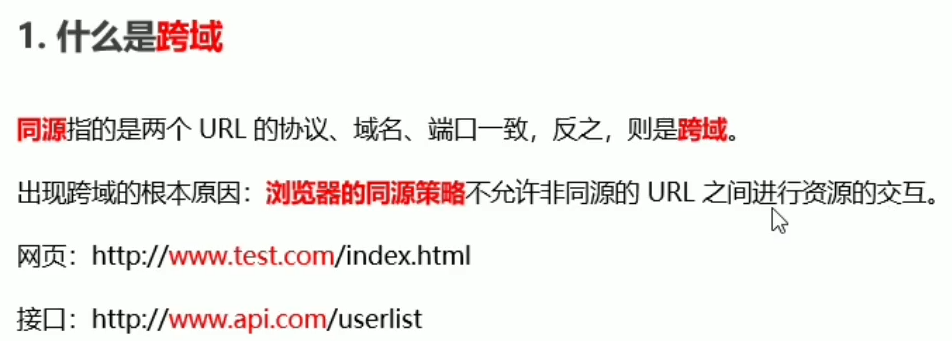 1. 什么是跨域
同源指的是两个 URL 的协议、域名、端口一致，反之，则是跨域。
出现跨域的根本原因：浏览器的同源策略不允许非同源的 URL 之间进行资源的交互。
网页：http://www.test.com/index.html
接口：http://www.api.com/userlist